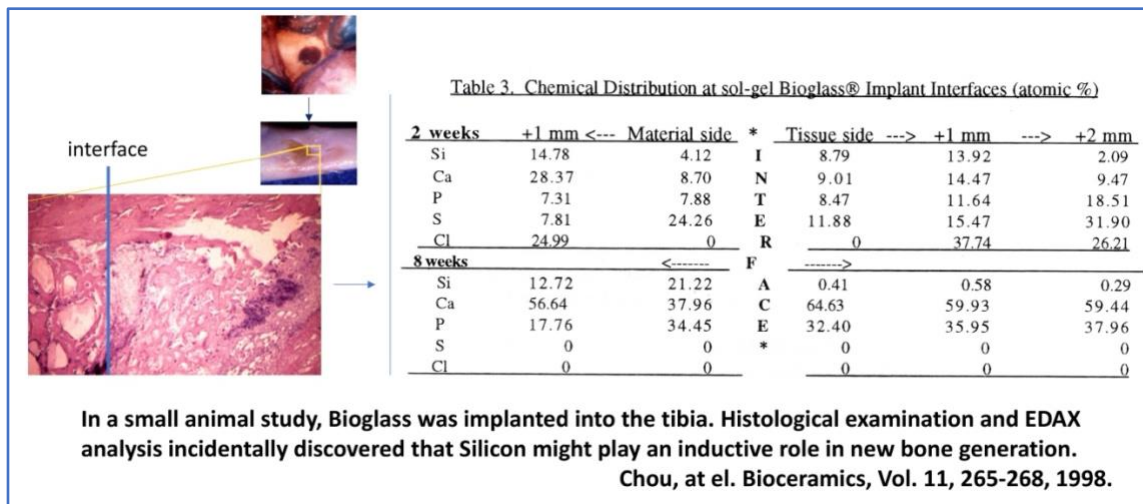 interface
Table 3. Chemical Distribution at sol-gel Bioglass® Implant Interfaces (atomic %)
2 weeks +1 mm <--- Material side * Tissue side ---> +1 mm ---> +2 mm
Si 14.78 4.12 I 8.79 13.92 2.09
Ca 28.37 8.70 N 9.01 14.47 9.47
P 7.31 7.88 T 8.47 11.64 18.51
S 7.81 24.26 E 11.88 15.47 31.90
Cl 24.99 0 R 0 37.74 26.21
8 weeks <------- F ------->
Si 12.72 21.22 A 0.41 0.58 0.29
Ca 56.64 37.96 C 64.63 59.93 59.44
P 17.76 34.45 E 32.40 35.95 37.96
S 0 0 * 0 0 0
Cl 0 0 0 0 0
In a small animal study, Bioglass was implanted into the tibia. Histological examination and EDAX
analysis incidentally discovered that Silicon might play an inductive role in new bone generation.
Chou, at el. Bioceramics, Vol. 11, 265-268, 1998.